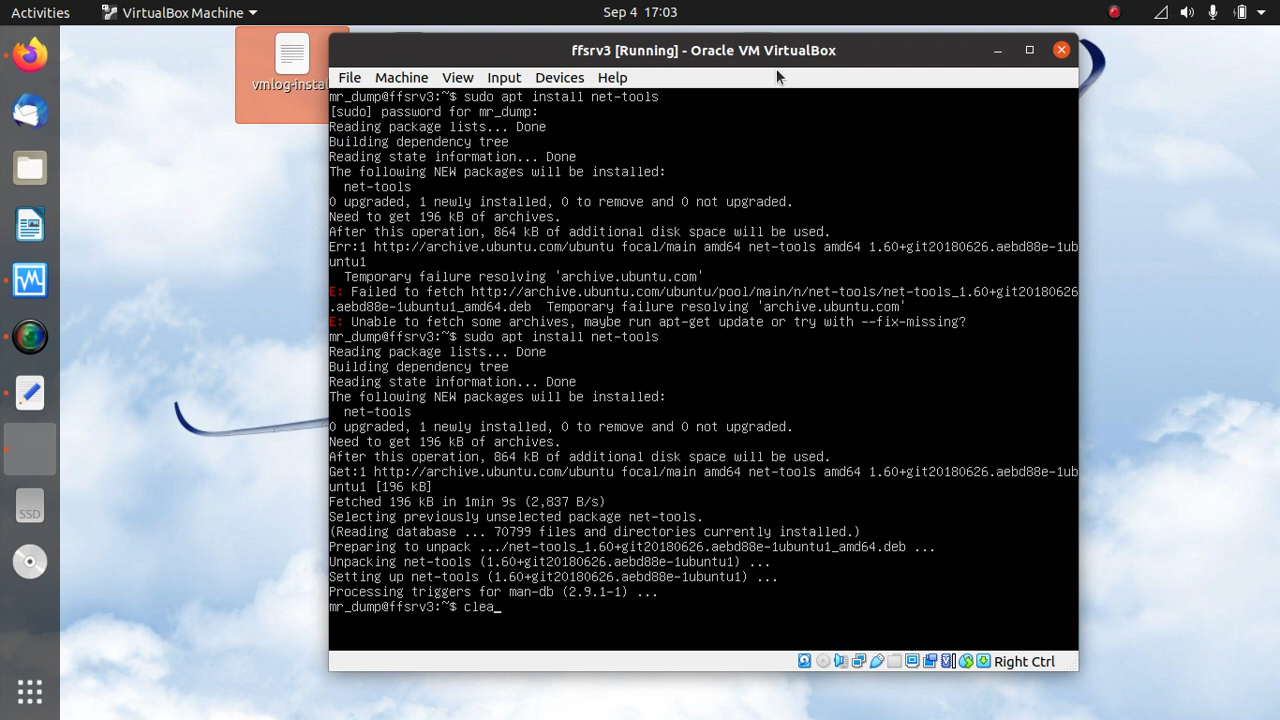 Activities
VirtualBox Machine
Sep 4 17:03
vmlog-instal
ffsrv3 [Running] - Oracle VM VirtualBox
File Machine View Input Devices Help
mr_dump@ffsrv3:~$ sudo apt install net-tools
[sudo] password for mr_dump:
Reading package lists... Done
Building dependency tree
Reading state information... Done
The following NEW packages will be installed:
  net-tools
0 upgraded, 1 newly installed, 0 to remove and 0 not upgraded.
Need to get 196 kB of archives.
After this operation, 864 kB of additional disk space will be used.
Err:1 http://archive.ubuntu.com/ubuntu focal/main amd64 net-tools amd64 1.60+git20180626.aebd88e-1ub
untu1
  Temporary failure resolving 'archive.ubuntu.com'
E: Failed to fetch http://archive.ubuntu.com/ubuntu/pool/main/n/net-tools/net-tools_1.60+git20180626
.aebd88e-1ubuntu1_amd64.deb  Temporary failure resolving 'archive.ubuntu.com'
E: Unable to fetch some archives, maybe run apt-get update or try with --fix-missing?
mr_dump@ffsrv3:~$ sudo apt install net-tools
Reading package lists... Done
Building dependency tree
Reading state information... Done
The following NEW packages will be installed:
  net-tools
0 upgraded, 1 newly installed, 0 to remove and 0 not upgraded.
Need to get 196 kB of archives.
After this operation, 864 kB of additional disk space will be used.
Get:1 http://archive.ubuntu.com/ubuntu focal/main amd64 net-tools amd64 1.60+git20180626.aebd88e-1ub
untu1 [196 kB]
Fetched 196 kB in 1min 9s (2,837 B/s)
Selecting previously unselected package net-tools.
(Reading database ... 70799 files and directories currently installed.)
Preparing to unpack .../net-tools_1.60+git20180626.aebd88e-1ubuntu1_amd64.deb ...
Unpacking net-tools (1.60+git20180626.aebd88e-1ubuntu1) ...
Setting up net-tools (1.60+git20180626.aebd88e-1ubuntu1) ...
Processing triggers for man-db (2.9.1-1) ...
mr_dump@ffsrv3:~$ clea_
SSD
Right Ctrl